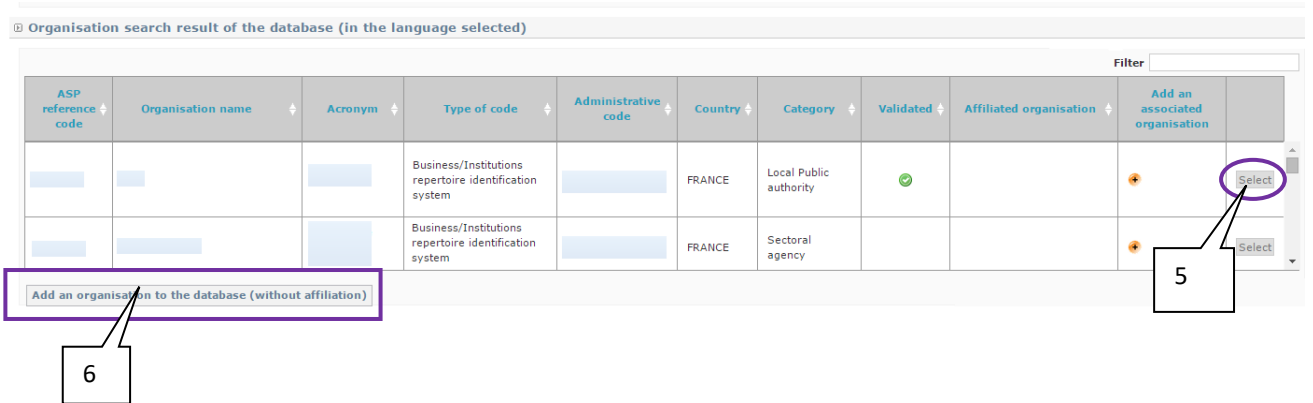 Organisation search result of the database (in the language selected)
Filter
ASP reference code
Organisation name
Acronym
Type of code
Administrative code
Country
Category
Validated
Affiliated organisation
Add an associated organisation
Business/Institutions
repertoire identification
system
FRANCE
Local Public
authority
Select
Business/Institutions
repertoire identification
system
FRANCE
Sectoral
agency
Select
Add an organisation to the database (without affiliation)
5
6